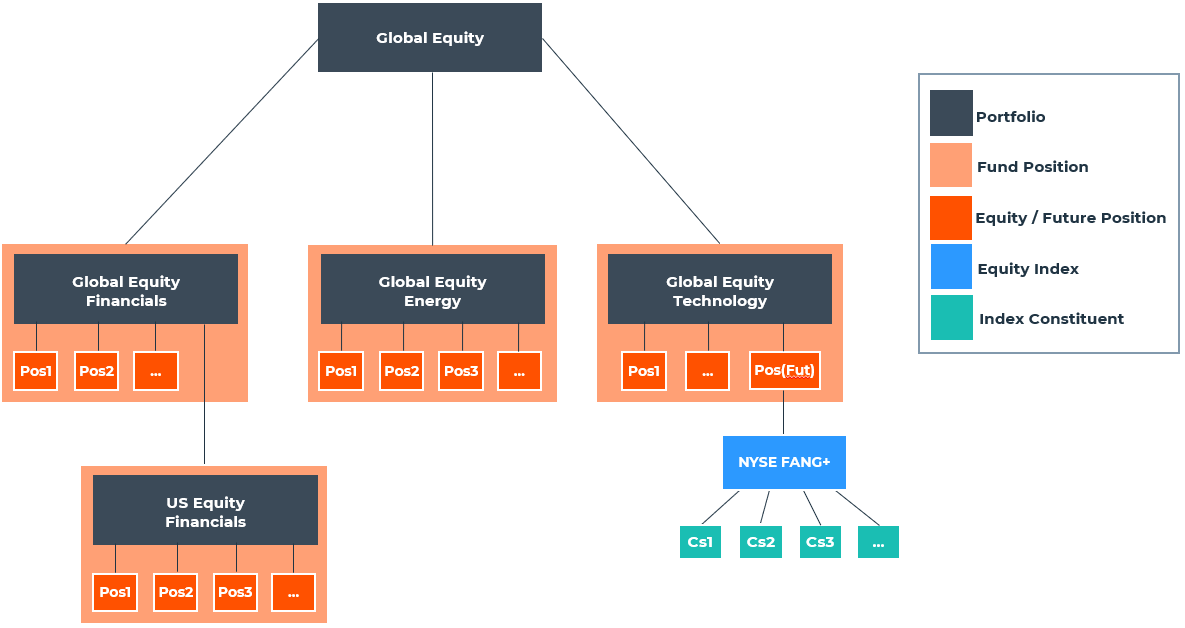 Global Equity
Portfolio
Fund Position
Equity / Future Position
Equity Index
Index Constituent
Global Equity
Financials
Pos1
Pos2
...
Global Equity
Energy
Pos1
Pos2
Pos3
...
Global Equity
Technology
Pos1
...
Pos(Fut)
US Equity
Financials
Pos1
Pos2
Pos3
...
NYSE FANG+
Cs1
Cs2
Cs3
...